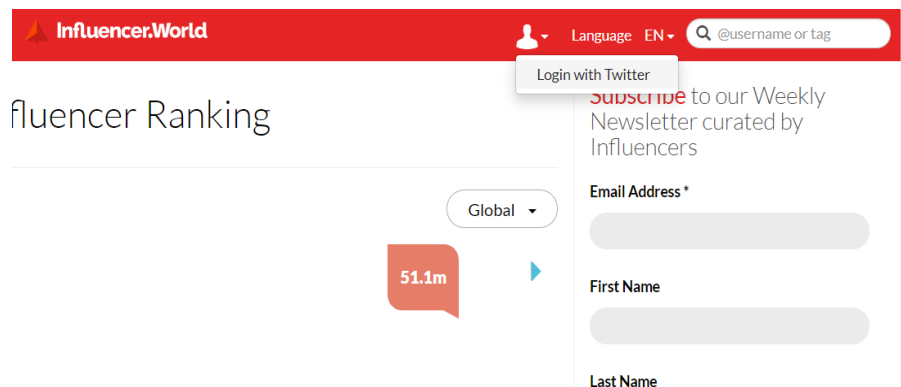 Influencer.World
Language EN
@username or tag
Login with Twitter
fluencer Ranking
Global
51.1m
Subscribe to our Weekly
Newsletter curated by
Influencers
Email Address *
First Name
Last Name